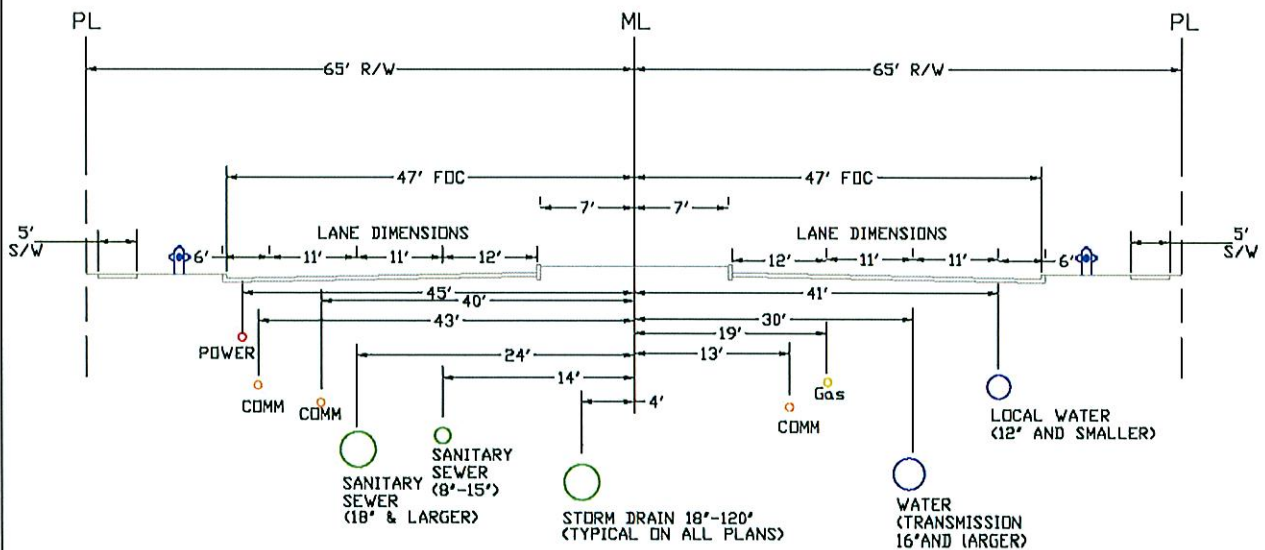 PL ML PL
65' R/W 65' R/W
47' FOC 47' FOC
7' 7'
5' S/W
LANE DIMENSIONS LANE DIMENSIONS
5' S/W
6' 11' 11' 12' 12' 11' 11' 6'
45' 41'
40'
43' 30'
19'
24' 13'
14'
4'
POWER
COMM
COMM
Gas
COMM
LOCAL WATER
(12" AND SMALLER)
SANITARY
SEWER
(8"-15")
SANITARY
SEWER
(18" & LARGER)
STORM DRAIN 18"-120"
(TYPICAL ON ALL PLANS)
WATER
(TRANSMISSION
16"AND LARGER)